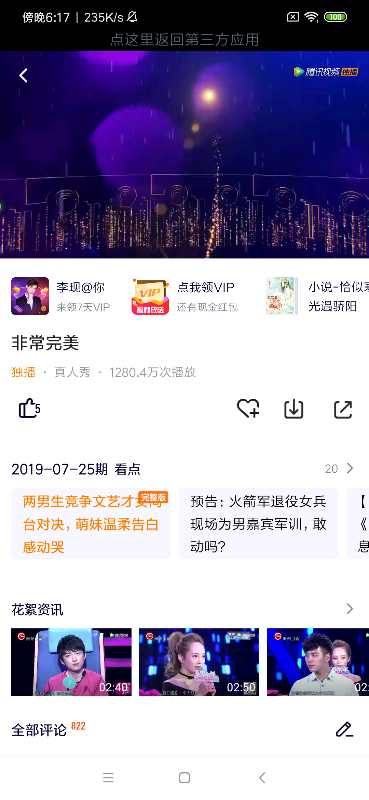 傍晚6:17 | 235K/s
100
点这里返回第三方应用
腾讯视频 独播
李现@你
来领7天VIP
VIP
点我领VIP
还有现金红包
小说-恰似寒
光遇骄阳
非常完美
独播 · 真人秀 · 1280.4万次播放
5
2019-07-25期 看点
20
完整版
两男生竞争文艺才女同
台对决，萌妹温柔告白
感动哭
预告：火箭军退役女兵
现场为男嘉宾军训，敢
动吗？
【
《
息
花絮资讯
02:40
02:50
全部评论 822